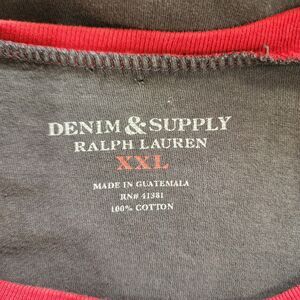 DENIM & SUPPLY
RALPH LAUREN
XXL
MADE IN GUATEMALA
RN# 41381
100% COTTON